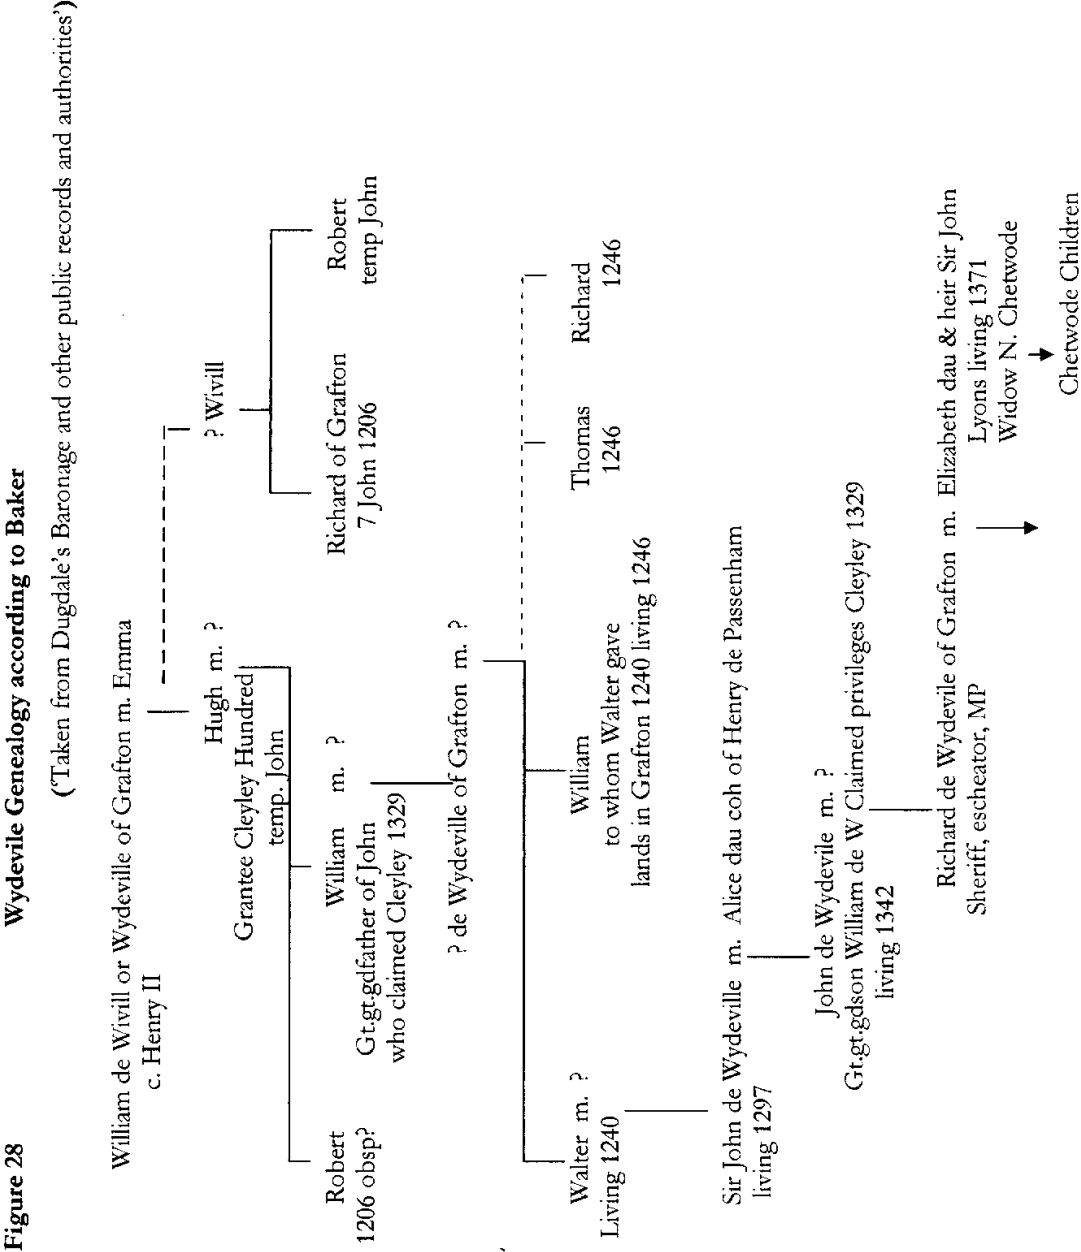 Figure 28
Wydevile Genealogy according to Baker
('Taken from Dugdale's Baronage and other public records and authorities')
William de Wivill or Wydeville of Grafton m. Emma
c. Henry II
Hugh m. ?
? Wivill
Grantee Cleyley Hundred
temp. John
Robert
1206 obsp?
William m. ?
Gt.gt.gdfather of John
who claimed Cleyley 1329
Richard of Grafton
7 John 1206
Robert
temp John
? de Wydeville of Grafton m. ?
Walter m. ?
Living 1240
William
to whom Walter gave
lands in Grafton 1240 living 1246
Thomas
1246
Richard
1246
Sir John de Wydeville m. Alice dau coh of Henry de Passenham
living 1297
John de Wydevile m. ?
Gt.gt.gdson William de W Claimed privileges Cleyley 1329
living 1342
Richard de Wydevile of Grafton m. Elizabeth dau & heir Sir John
Sheriff, escheator, MP
Lyons living 1371
Widow N. Chetwode
Chetwode Children